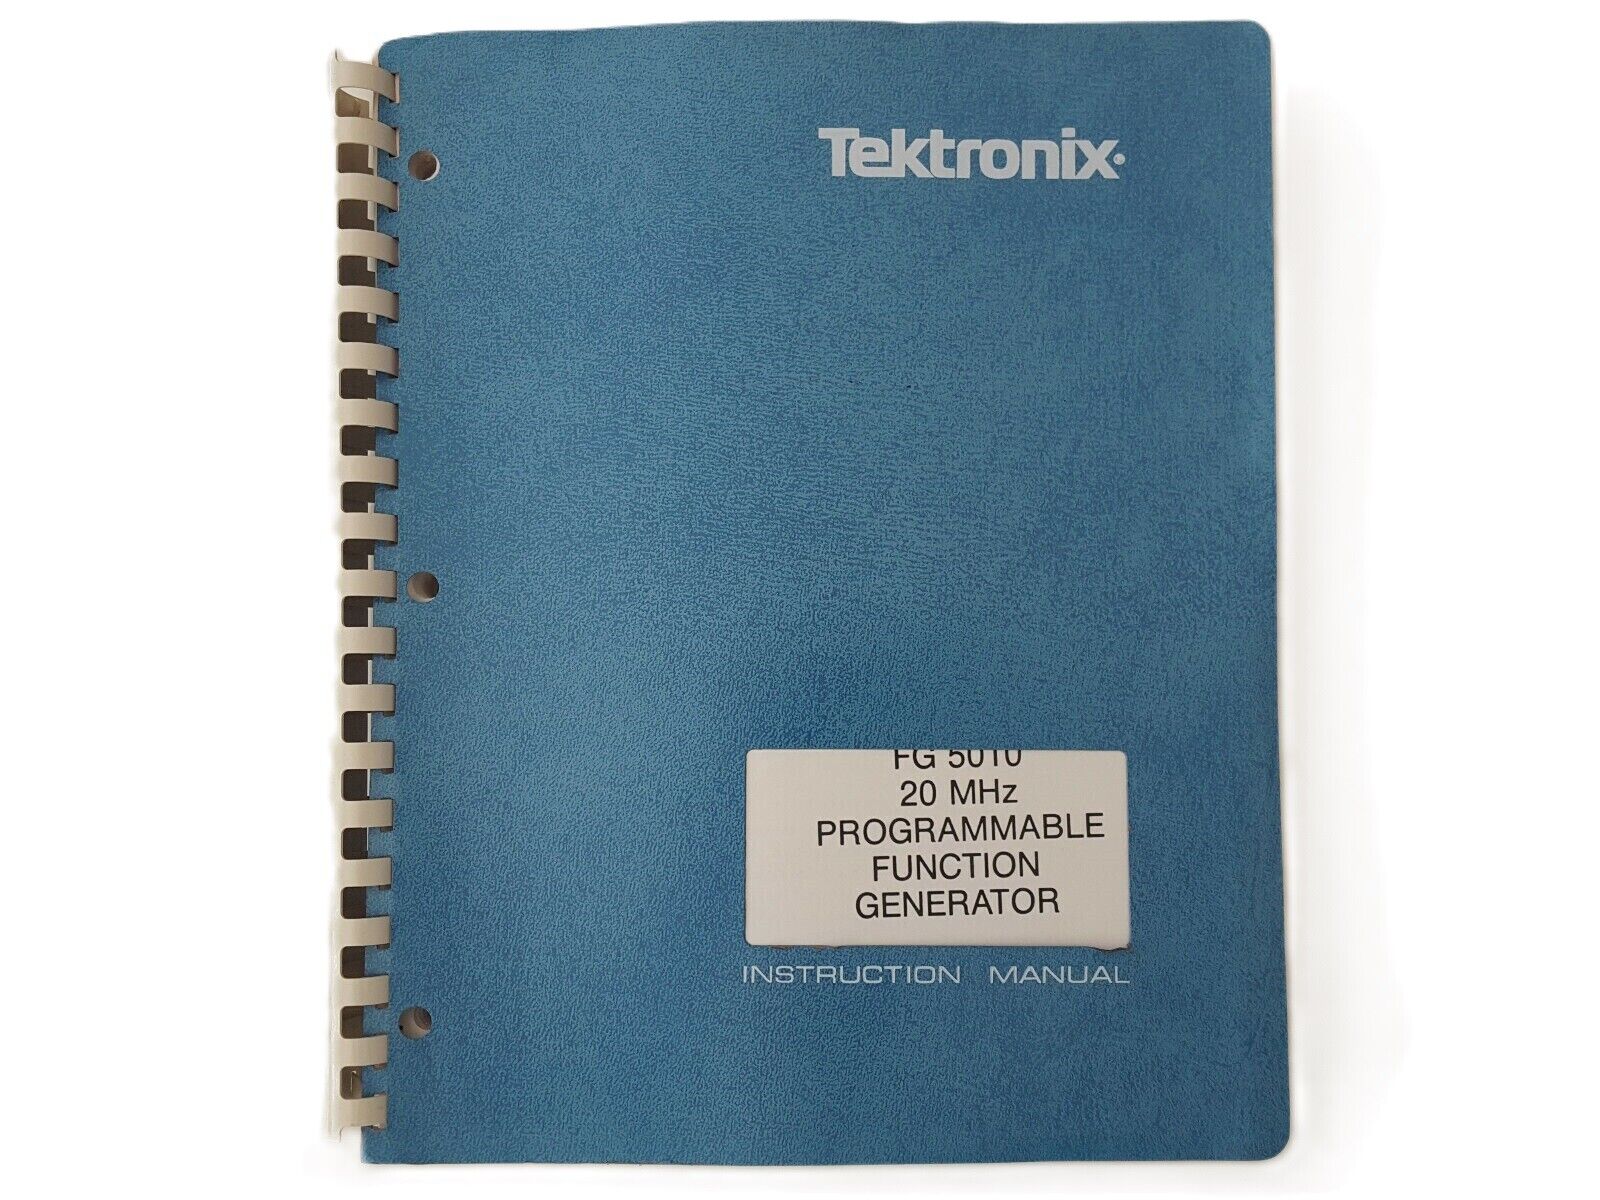 Tektronix
FG 5010
20 MHz
PROGRAMMABLE
FUNCTION
GENERATOR
INSTRUCTION MANUAL